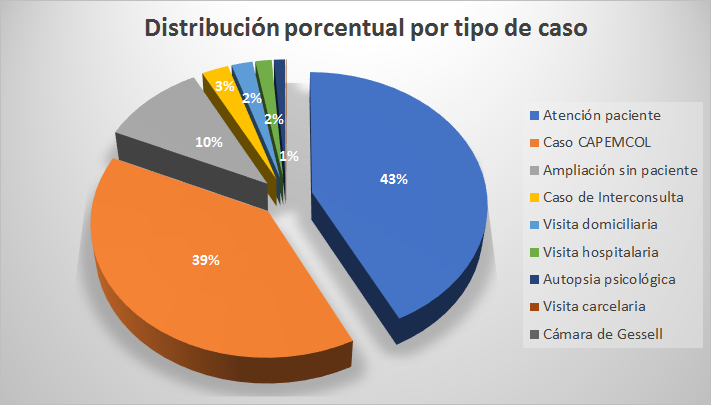 Distribución porcentual por tipo de caso
3%
2%
2%
1%
10%
43%
39%
Atención paciente
Caso CAPEMCOL
Ampliación sin paciente
Caso de Interconsulta
Visita domiciliaria
Visita hospitalaria
Autopsia psicológica
Visita carcelaria
Cámara de Gessell